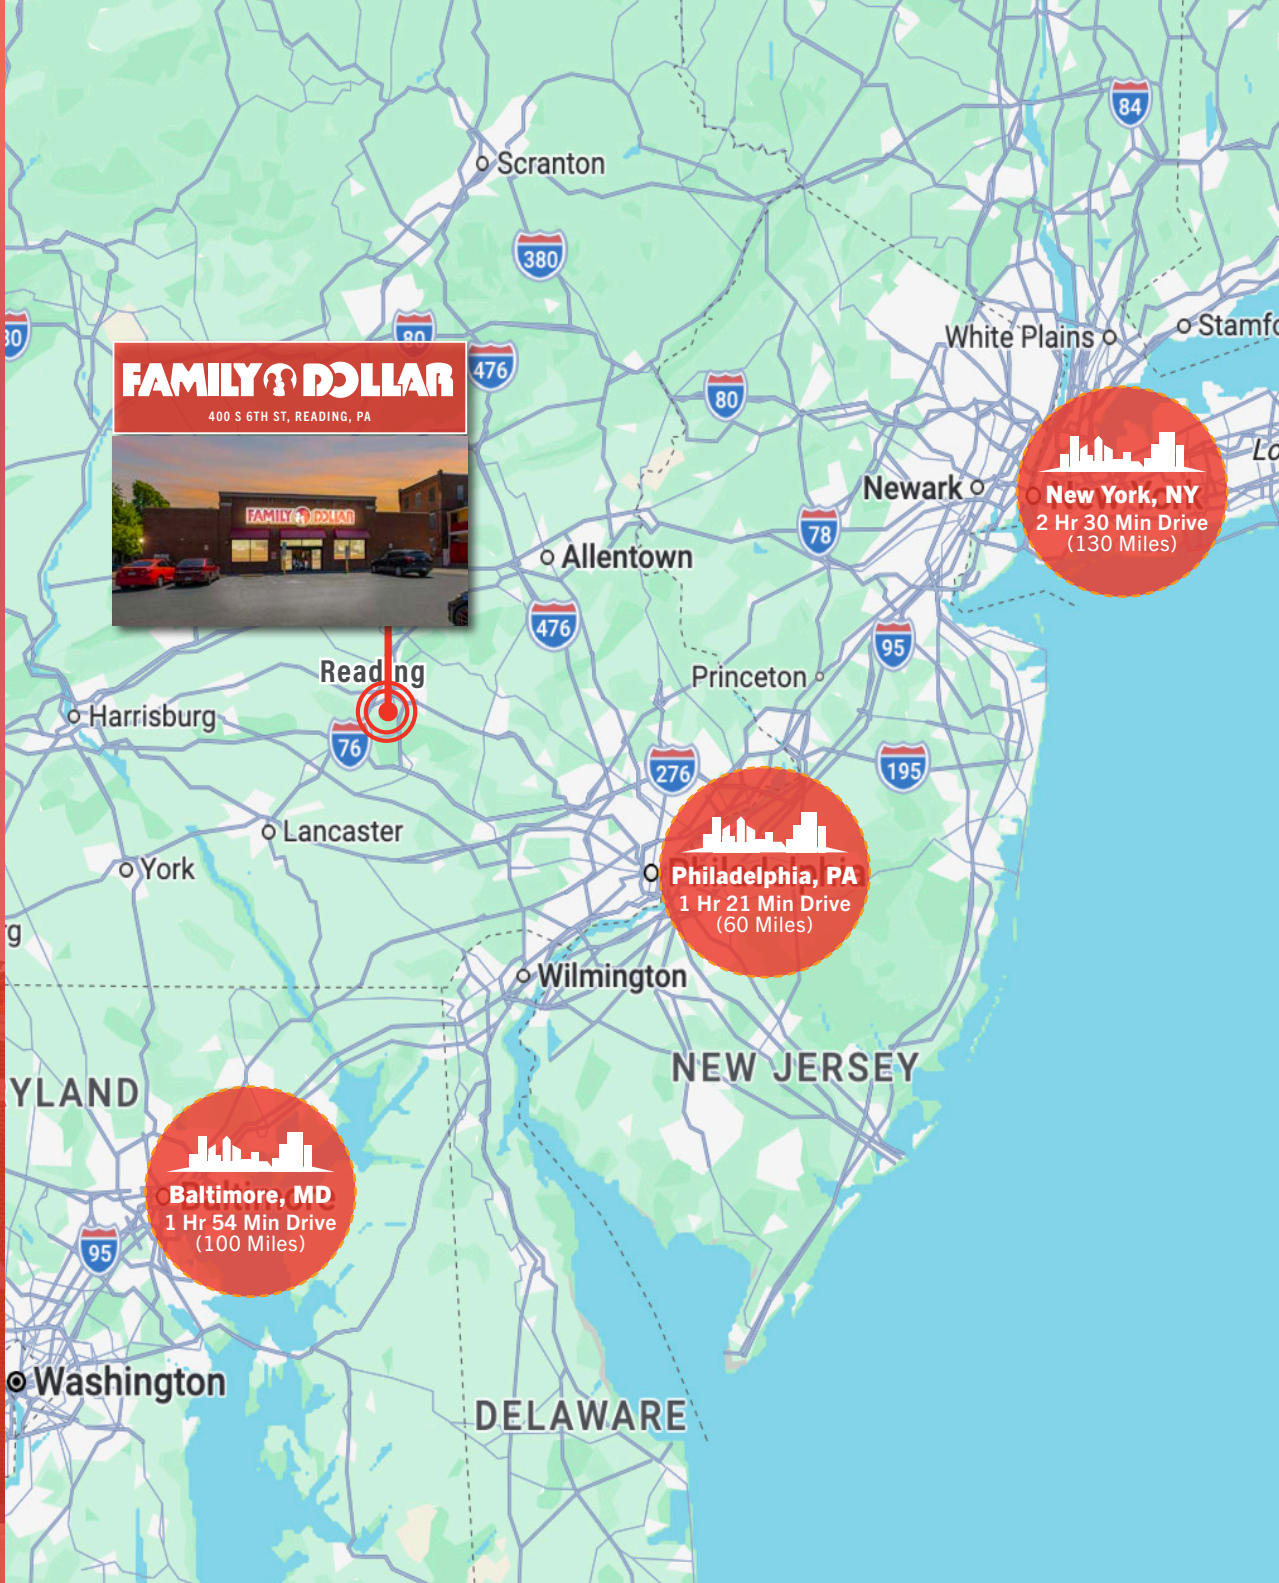 84
Scranton
380
80
80
476
White Plains
FAMILY DOLLAR
400 S 6TH ST, READING, PA
80
FAMILY DOLLAR
Newark
New York, NY
2 Hr 30 Min Drive
(130 Miles)
78
Allentown
476
95
Reading
Princeton
Harrisburg
76
276
195
Lancaster
York
Philadelphia, PA
1 Hr 21 Min Drive
(60 Miles)
Wilmington
NEW JERSEY
YLAND
Baltimore, MD
1 Hr 54 Min Drive
(100 Miles)
95
Washington
DELAWARE